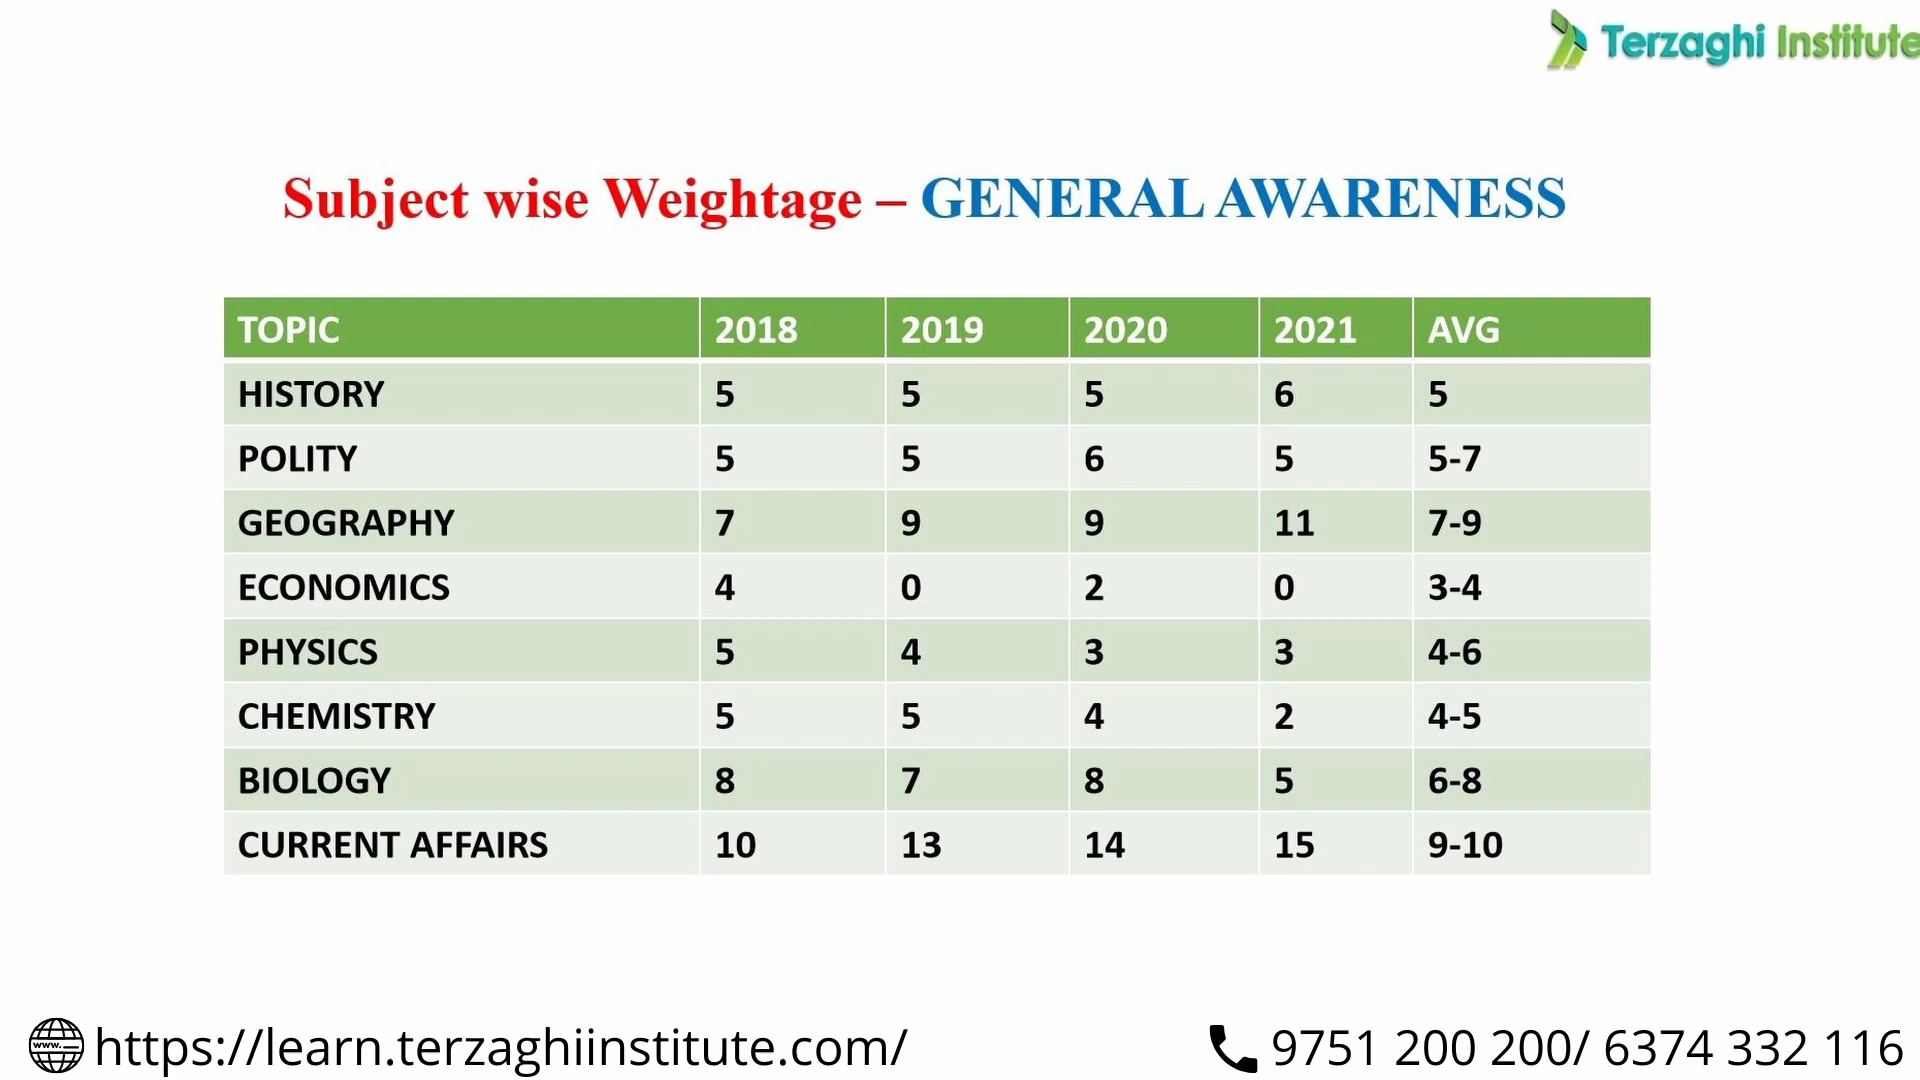 Terzaghi Institute
Subject wise Weightage – GENERAL AWARENESS
TOPIC 2018 2019 2020 2021 AVG
HISTORY 5 5 5 6 5
POLITY 5 5 6 5 5-7
GEOGRAPHY 7 9 9 11 7-9
ECONOMICS 4 0 2 0 3-4
PHYSICS 5 4 3 3 4-6
CHEMISTRY 5 5 4 2 4-5
BIOLOGY 8 7 8 5 6-8
CURRENT AFFAIRS 10 13 14 15 9-10
www. https://learn.terzaghiinstitute.com/ 9751 200 200/ 6374 332 116